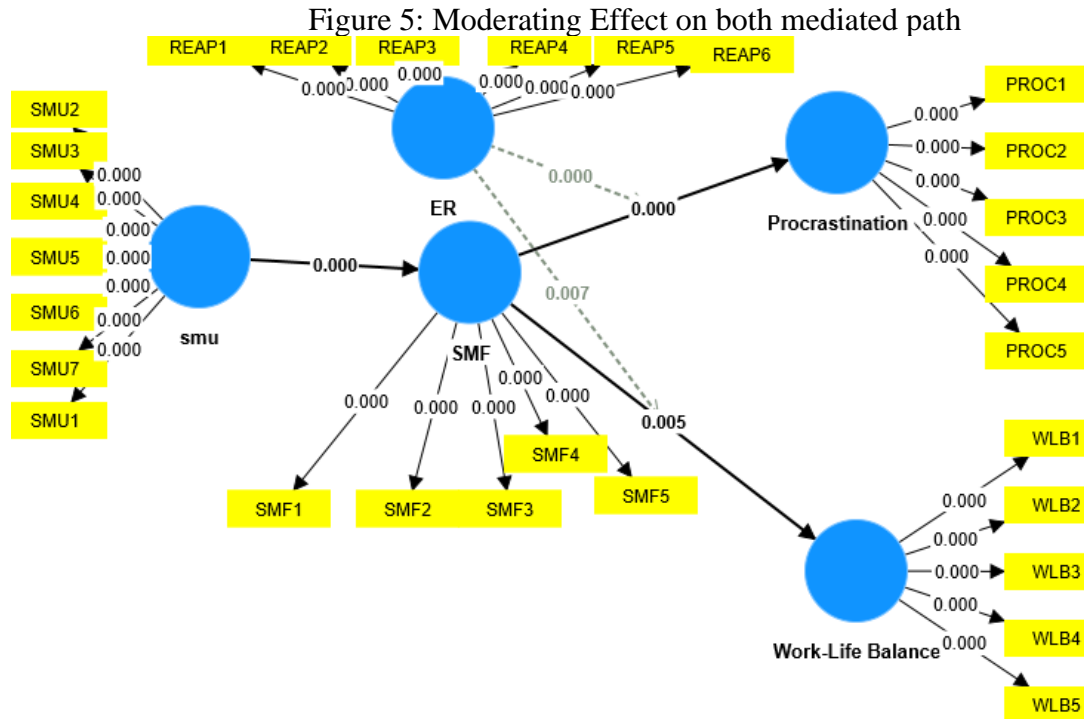 Figure 5: Moderating Effect on both mediated path
REAP1
REAP2
REAP3
REAP4
REAP5
REAP6
0.000
0.000
0.000
0.000
0.000
0.000
SMU2
SMU3
SMU4
SMU5
SMU6
SMU7
SMU1
0.000
0.000
0.000
0.000
0.000
0.000
0.000
smu
0.000
ER
SMF
0.000
0.007
0.000
0.005
0.000
0.000
0.000
0.000
0.000
SMF1
SMF2
SMF3
SMF4
SMF5
Procrastination
0.000
0.000
0.000
0.000
0.000
PROC1
PROC2
PROC3
PROC4
PROC5
Work-Life Balance
0.000
0.000
0.000
0.000
0.000
WLB1
WLB2
WLB3
WLB4
WLB5